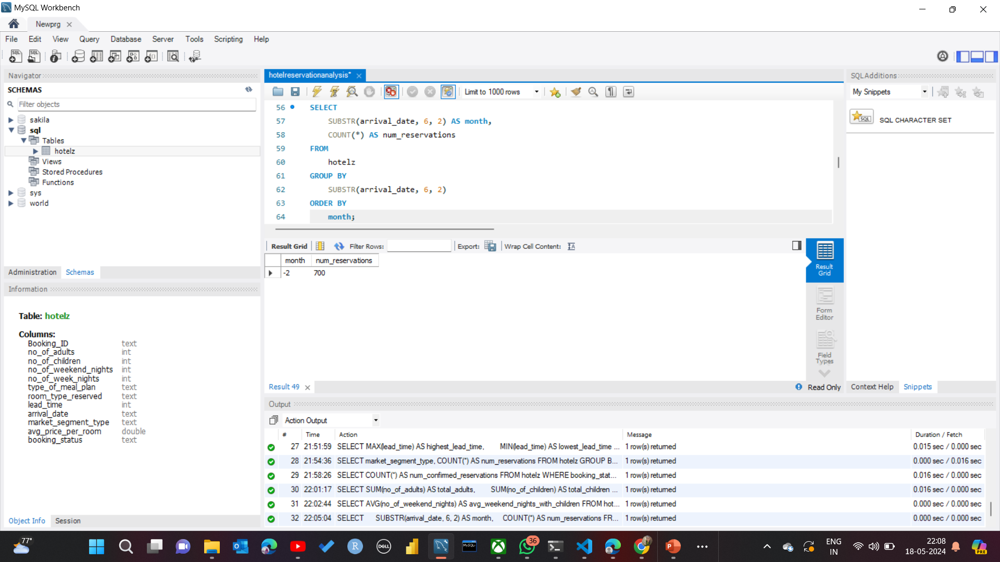 MySQL Workbench
Newprg
File Edit View Query Database Server Tools Scripting Help
Navigator
SCHEMAS
Filter objects
sakila
sql
Tables
hotelz
Views
Stored Procedures
Functions
sys
world
Administration Schemas
Information
Table: hotelz
Columns:
Booking_ID text
no_of_adults int
no_of_children int
no_of_weekend_nights int
no_of_week_nights int
type_of_meal_plan text
room_type_reserved text
lead_time int
arrival_date text
market_segment_type text
avg_price_per_room double
booking_status text
Object Info Session
hotelreservationanalysis*
Limit to 1000 rows
56 SELECT
57 SUBSTR(arrival_date, 6, 2) AS month,
58 COUNT(*) AS num_reservations
59 FROM
60 hotelz
61 GROUP BY
62 SUBSTR(arrival_date, 6, 2)
63 ORDER BY
64 month;
Result Grid Filter Rows: Export: Wrap Cell Content:
month num_reservations
-2 700
Result Grid
Form Editor
Field Types
Result 49
Read Only
SQLAdditions
My Snippets
SQL SQL CHARACTER SET
Context Help Snippets
Output
Action Output
# Time Action Message Duration / Fetch
27 21:51:59 SELECT MAX(lead_time) AS highest_lead_time, MIN(lead_time) AS lowest_lead_time ... 1 row(s) returned 0.015 sec / 0.000 sec
28 21:54:36 SELECT market_segment_type, COUNT(*) AS num_reservations FROM hotelz GROUP B... 1 row(s) returned 0.000 sec / 0.016 sec
29 21:58:26 SELECT COUNT(*) AS num_confirmed_reservations FROM hotelz WHERE booking_stat... 1 row(s) returned 0.016 sec / 0.000 sec
30 22:01:17 SELECT SUM(no_of_adults) AS total_adults, SUM(no_of_children) AS total_children ... 1 row(s) returned 0.016 sec / 0.000 sec
31 22:02:44 SELECT AVG(no_of_weekend_nights) AS avg_weekend_nights_with_children FROM hot... 1 row(s) returned 0.000 sec / 0.000 sec
32 22:05:04 SELECT SUBSTR(arrival_date, 6, 2) AS month, COUNT(*) AS num_reservations FR... 1 row(s) returned 0.000 sec / 0.000 sec
77°
R
DELL
MySQL
36
P
ENG
IN
22:08
18-05-2024
PRE